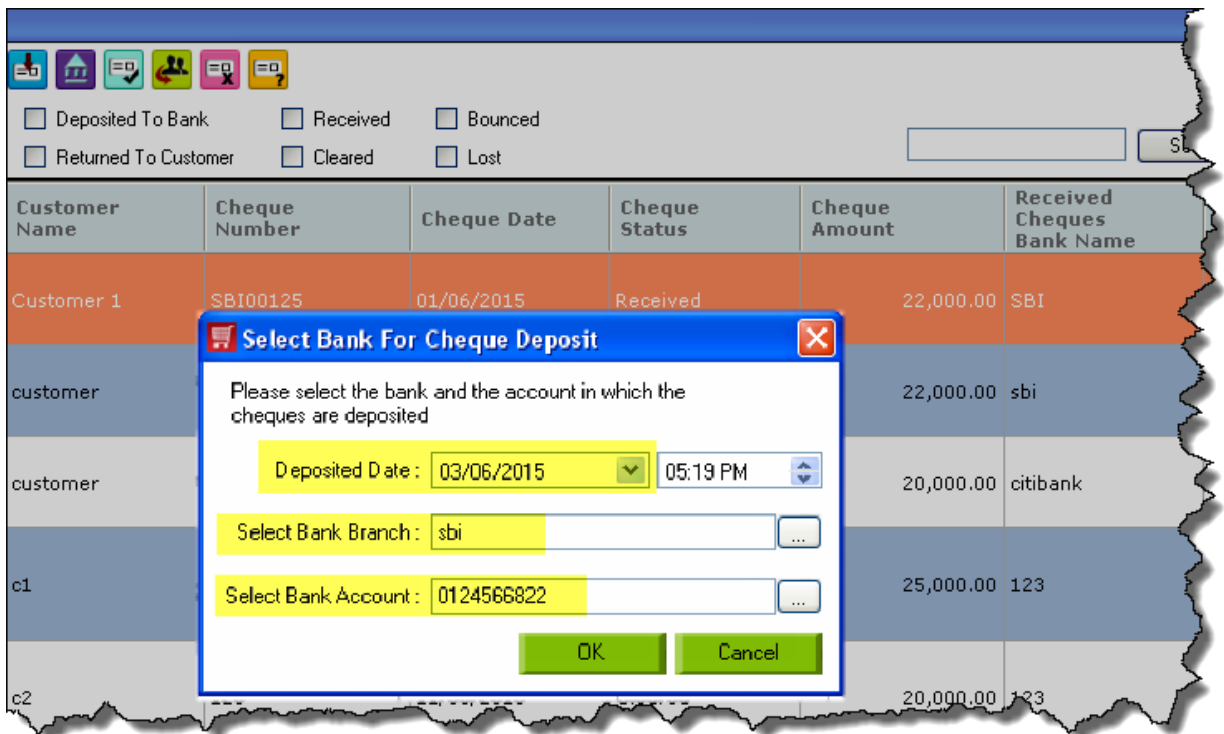 Deposited To Bank Received Bounced
Returned To Customer Cleared Lost
Customer Name Cheque Number Cheque Date Cheque Status Cheque Amount Received Cheques Bank Name
Customer 1 SBI00125 01/06/2015 Received 22,000.00 SBI
Select Bank For Cheque Deposit
Please select the bank and the account in which the
cheques are deposited
customer 22,000.00 sbi
Deposited Date : 03/06/2015 05:19 PM
customer 20,000.00 citibank
Select Bank Branch : sbi ...
c1 25,000.00 123
Select Bank Account : 0124566822 ...
OK Cancel
c2 20,000.00 123